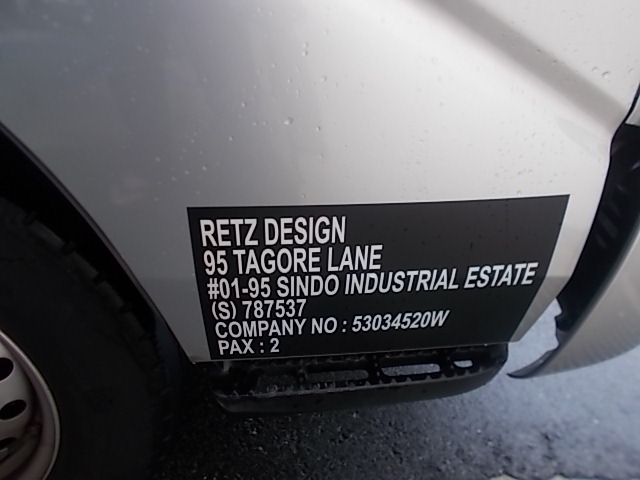 RETZ DESIGN
95 TAGORE LANE
#01-95 SINDO INDUSTRIAL ESTATE
(S) 787537
COMPANY NO : 53034520W
PAX : 2